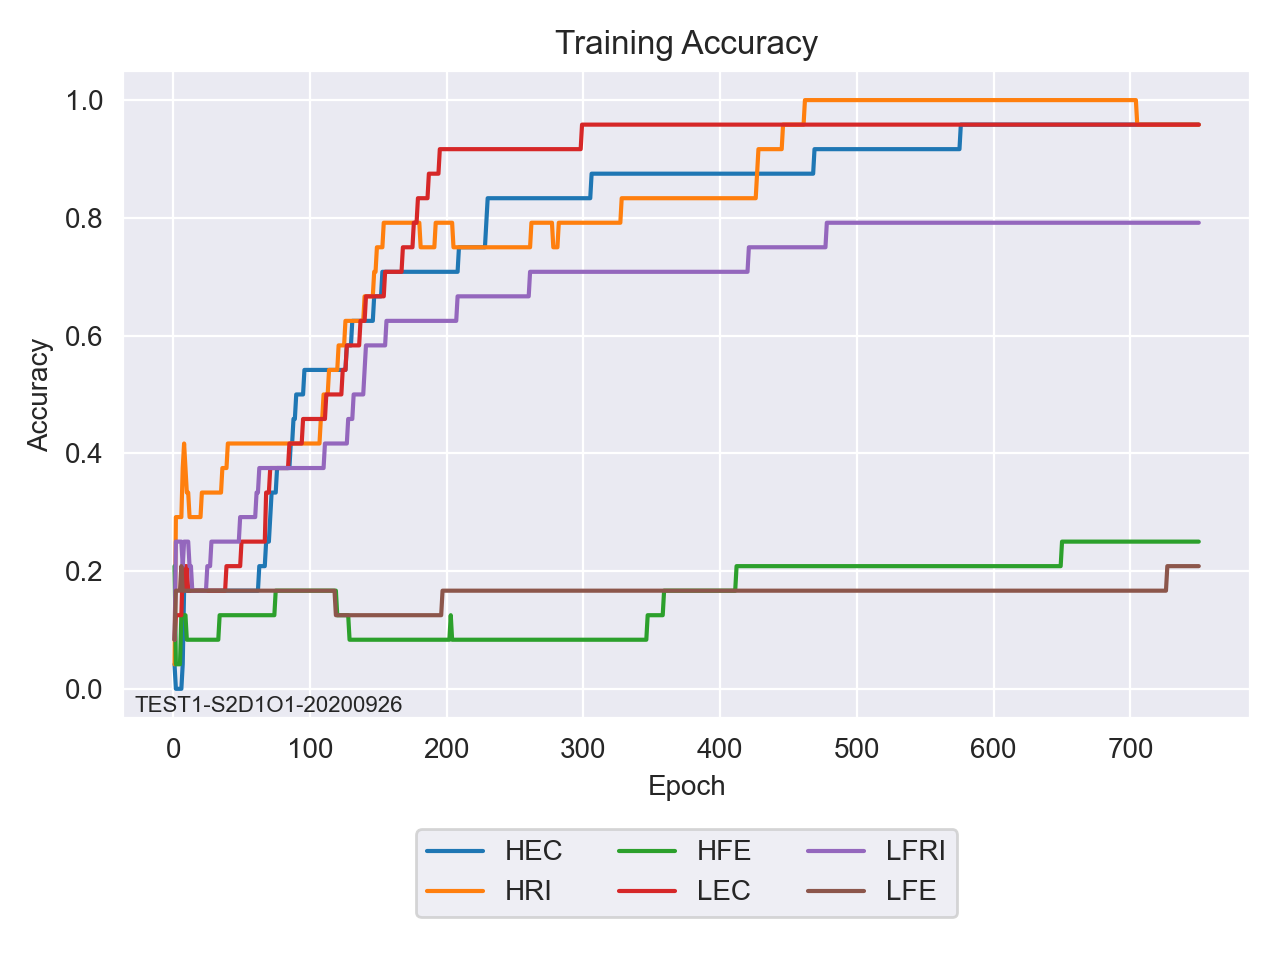 Training Accuracy
1.0
0.8
0.6
0.4
0.2
0.0
Accuracy
TEST1-S2D1O1-20200926
0 100 200 300 400 500 600 700
Epoch
HEC HFE LFRI
HRI LEC LFE